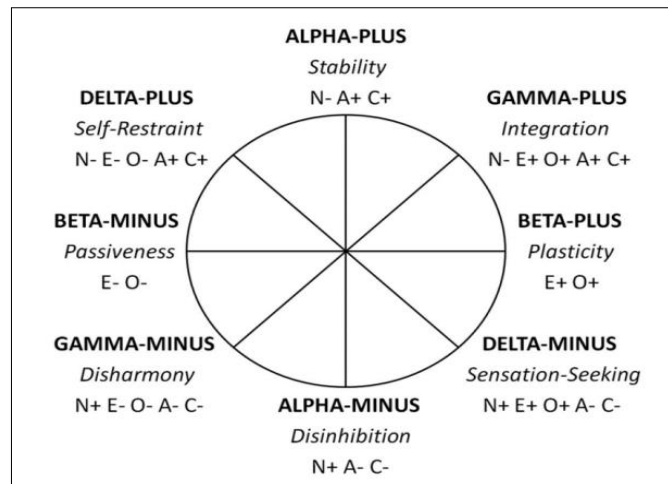 ALPHA-PLUS
Stability
N- A+ C+
DELTA-PLUS
Self-Restraint
N- E- O- A+ C+
GAMMA-PLUS
Integration
N- E+ O+ A+ C+
BETA-MINUS
Passiveness
E- O-
BETA-PLUS
Plasticity
E+ O+
GAMMA-MINUS
Disharmony
N+ E- O- A- C-
DELTA-MINUS
Sensation-Seeking
N+ E+ O+ A- C-
ALPHA-MINUS
Disinhibition
N+ A- C-